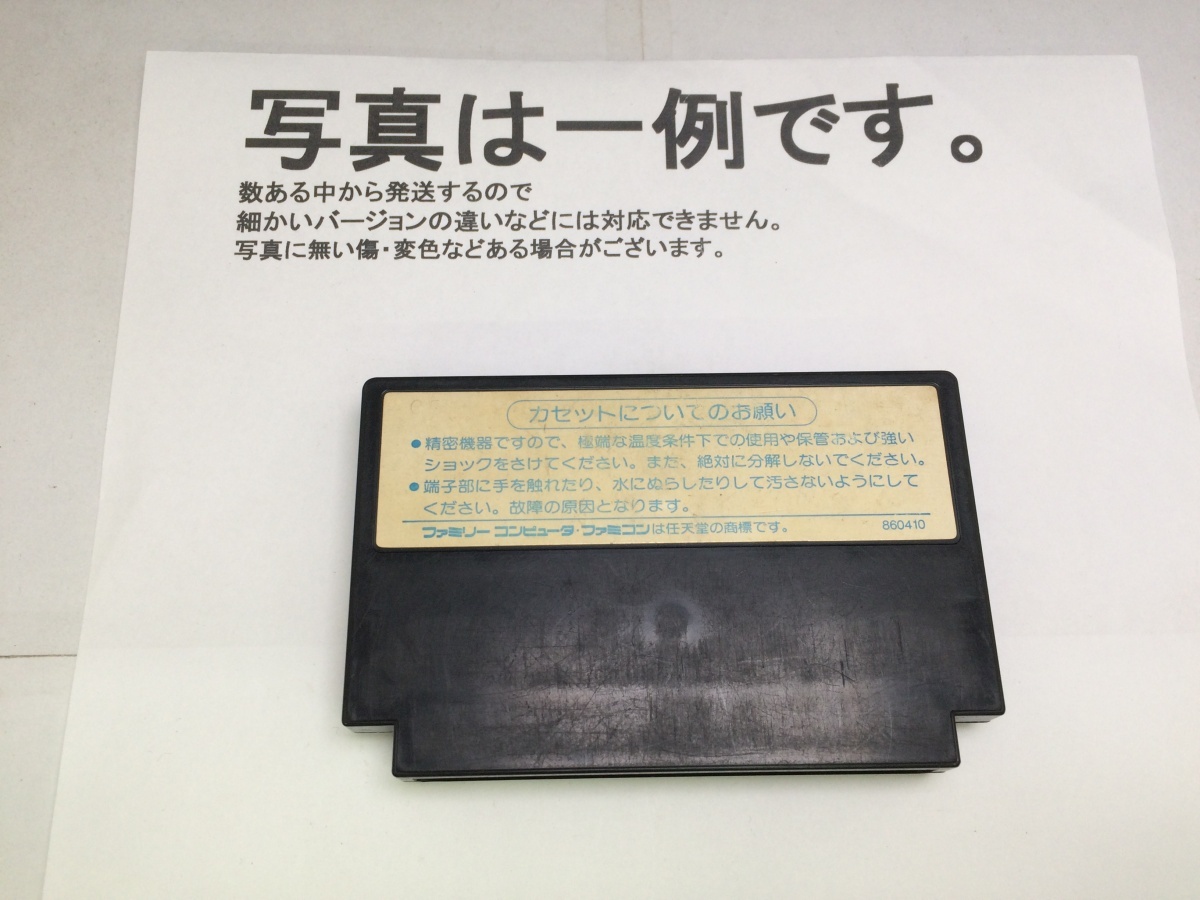 写真は一例です。
数ある中から発送するので
細かいバージョンの違いなどには対応できません。
写真に無い傷・変色などある場合がございます。
カセットについてのお願い
●精密機器ですので、極端な温度条件下での使用や保管および強い
ショックをさけてください。また、絶対に分解しないでください。
●端子部に手を触れたり、水にぬらしたりして汚さないようにして
ください。故障の原因となります。
ファミリーコンピュータ・ファミコンは任天堂の商標です。 860410